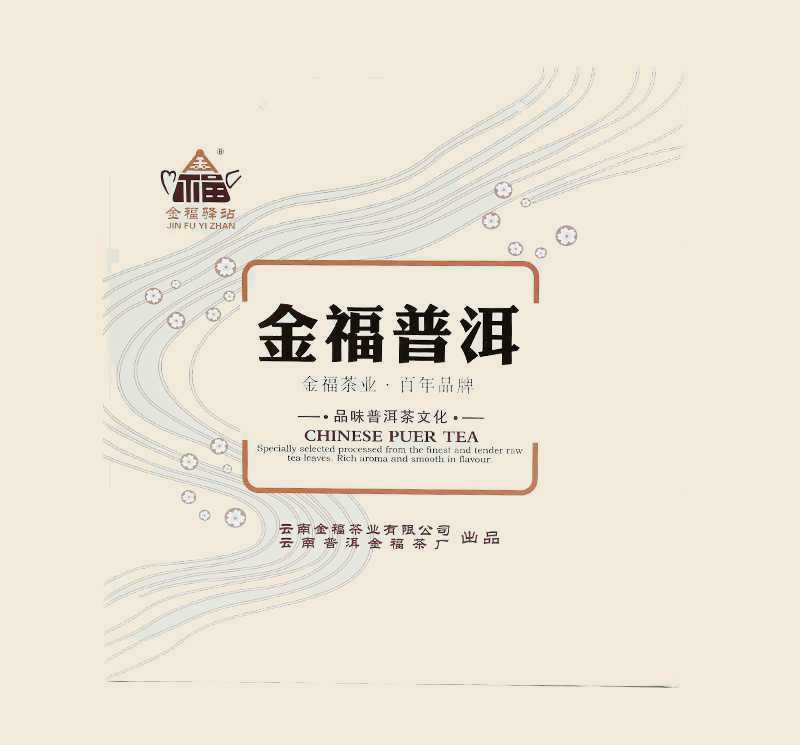 金
福
®
金福驿站
JIN FU YI ZHAN
金福普洱
金福茶业·百年品牌
品味普洱茶文化
CHINESE PUER TEA
Specially selected processed from the finest and tender raw
tea leaves. Rich aroma and smooth in flavour.
云南金福茶业有限公司
云南普洱金福茶厂 出品